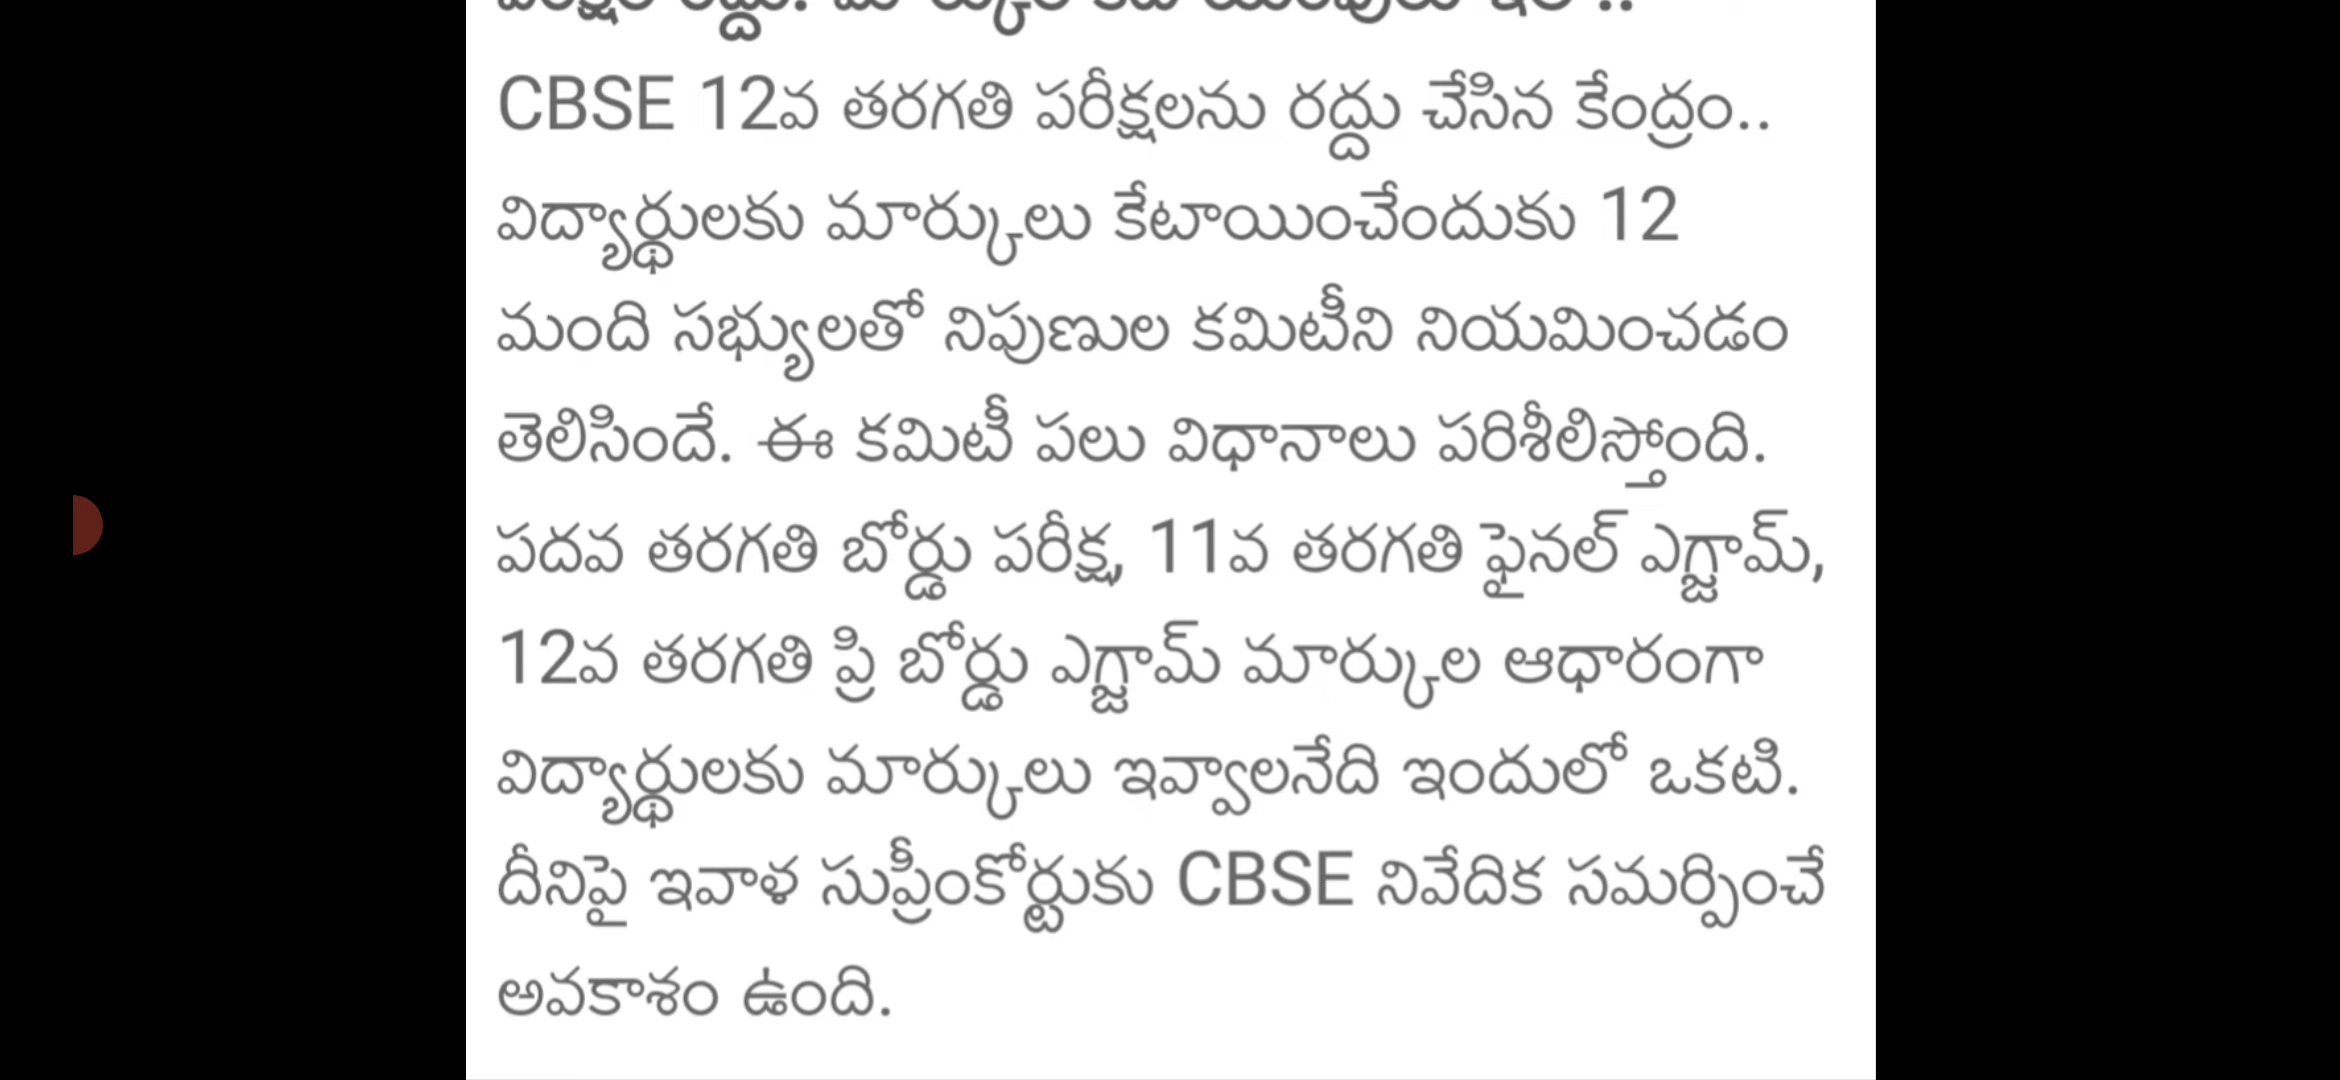 CBSE 12వ తరగతి పరీక్షలను రద్దు చేసిన కేంద్రం..
విద్యార్థులకు మార్కులు కేటాయించేందుకు 12
మంది సభ్యులతో నిపుణుల కమిటీని నియమించడం
తెలిసిందే. ఈ కమిటీ పలు విధానాలు పరిశీలిస్తోంది.
పదవ తరగతి బోర్డు పరీక్ష, 11వ తరగతి ఫైనల్ ఎగ్జామ్,
12వ తరగతి ప్రి బోర్డు ఎగ్జామ్ మార్కుల ఆధారంగా
విద్యార్థులకు మార్కులు ఇవ్వాలనేది ఇందులో ఒకటి.
దీనిపై ఇవాళ సుప్రీంకోర్టుకు CBSE నివేదిక సమర్పించే
అవకాశం ఉంది.